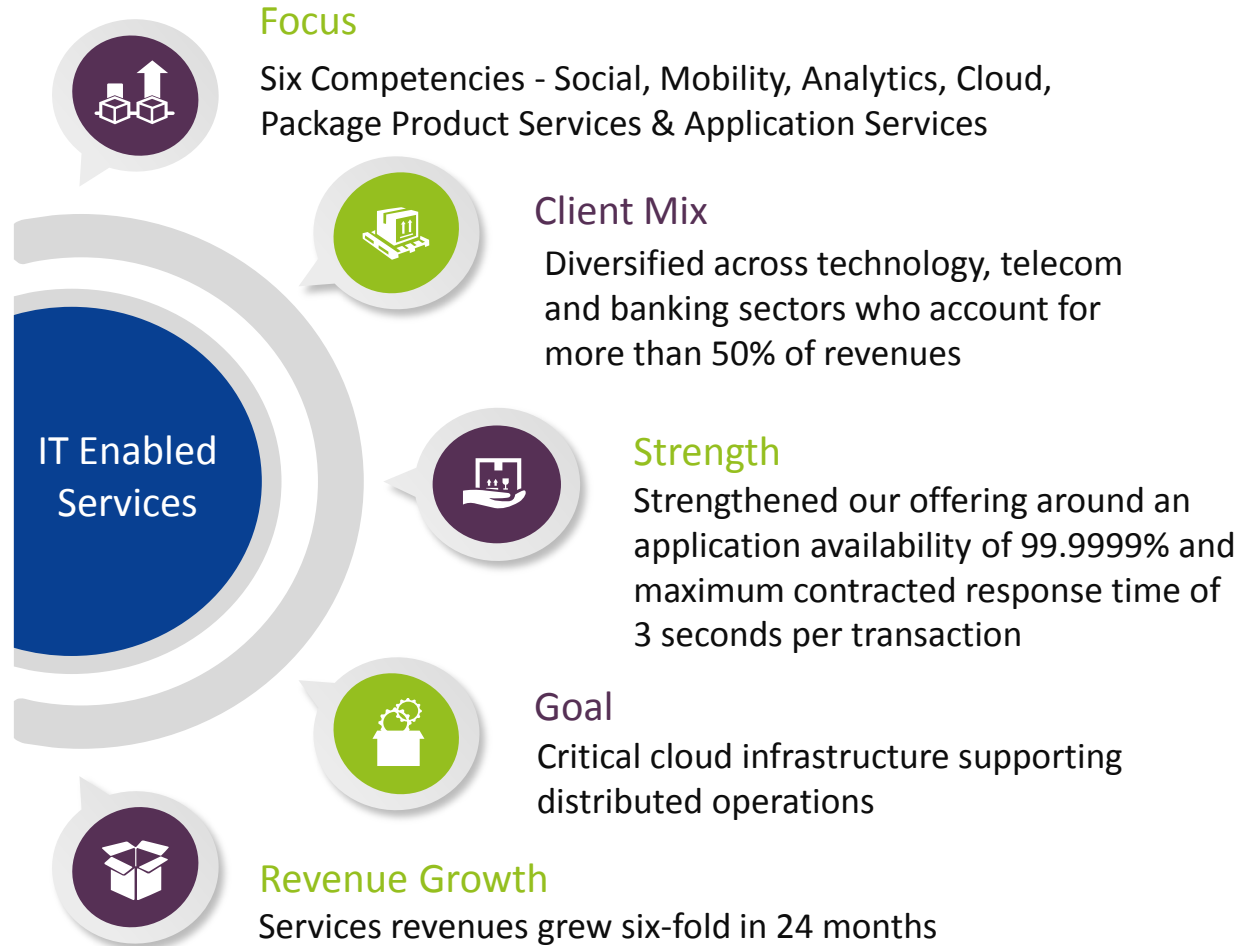 Focus
Six Competencies - Social, Mobility, Analytics, Cloud,
Package Product Services & Application Services
Client Mix
Diversified across technology, telecom
and banking sectors who account for
more than 50% of revenues
IT Enabled
Services
Strength
Strengthened our offering around an
application availability of 99.9999% and
maximum contracted response time of
3 seconds per transaction
Goal
Critical cloud infrastructure supporting
distributed operations
Revenue Growth
Services revenues grew six-fold in 24 months